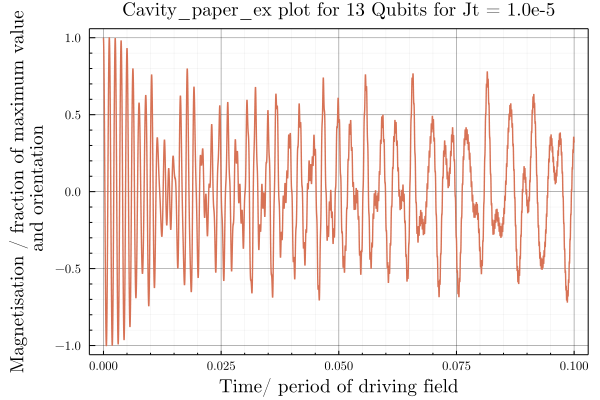 Cavity_paper_ex plot for 13 Qubits for Jt = 1.0e-5
Magnetisation / fraction of maximum value
and orientation
1.0
0.5
0.0
−0.5
−1.0
0.000 0.025 0.050 0.075 0.100
Time/ period of driving field